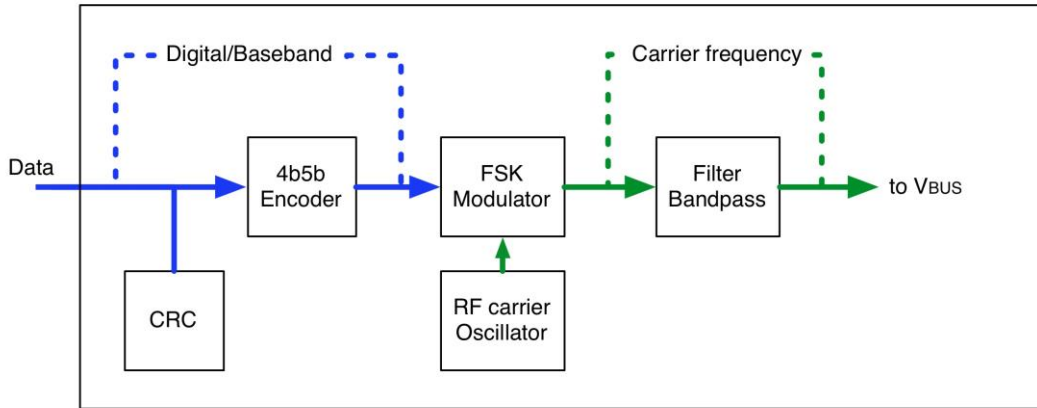 Digital/Baseband
Carrier frequency
Data
4b5b
Encoder
FSK
Modulator
Filter
Bandpass
to VBUS
CRC
RF carrier
Oscillator